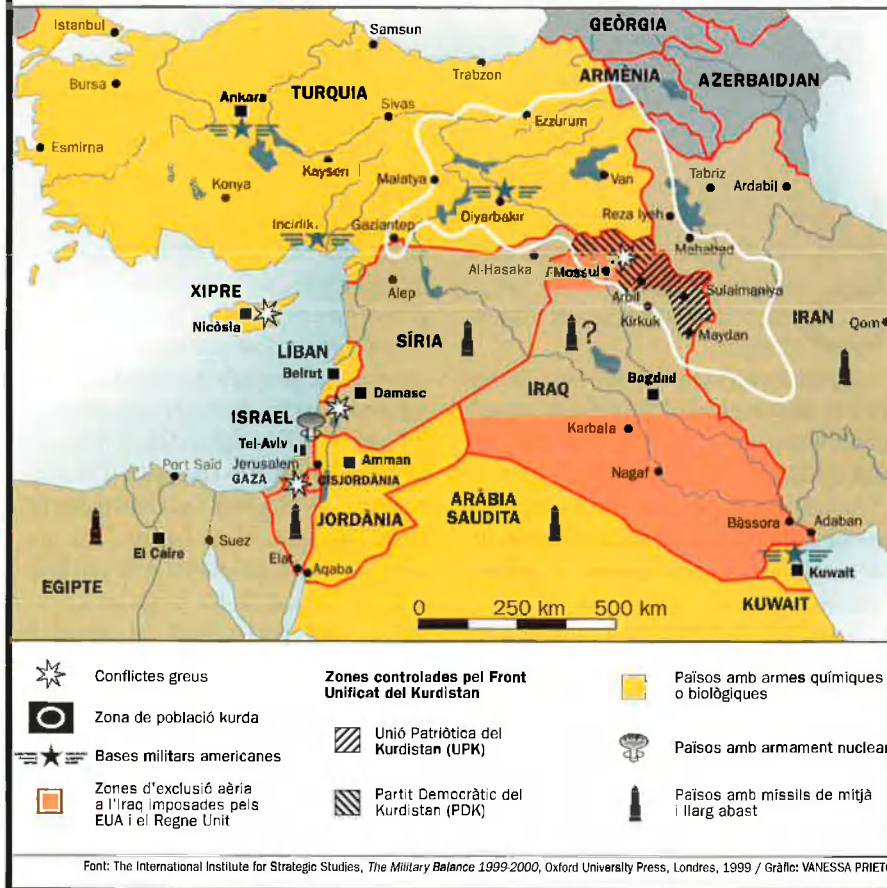 Istanbul
Samsun
GEÒRGIA
Bursa
Trabzon
ARMÈNIA
AZERBAIDJAN
Ankara
TURQUIA
Sivas
Ezzurum
Esmirna
Kayseri
Konya
Malatya
Van
Tabriz
Ardabil
Diyarbakir
Reza Iyeh
Incirlik
Gaziantep
Mahabad
Al-Hasaka
Mossul
Alep
Arbil
Sulaimaniya
XIPRE
Nicòsia
Kirkuk
IRAN
Qom
SÍRIA
?
Maydan
LÍBAN
Beirut
Bagdad
Damasc
IRAQ
ISRAEL
Karbala
Tel-Aviv
Port Saïd
Jerusalem
Amman
GAZA
CISJORDÀNIA
Nagaf
ARÀBIA
SAUDITA
JORDÀNIA
Bàssora
Adaban
El Caire
Suez
Elat
Aqaba
Kuwait
EGIPTE
0 250 km 500 km
KUWAIT
Conflictes greus
Zona de població kurda
Bases militars americanes
Zones d'exclusió aèria
a l'Iraq imposades pels
EUA i el Regne Unit
Zones controlades pel Front
Unificat del Kurdistan
Unió Patriòtica del
Kurdistan (UPK)
Partit Democràtic del
Kurdistan (PDK)
Països amb armes químiques
o biològiques
Països amb armament nuclear
Països amb míssils de mitjà
i llarg abast
Font: The International Institute for Strategic Studies, The Military Balance 1999-2000, Oxford University Press, Londres, 1999 / Gràfic: VANESSA PRIETO